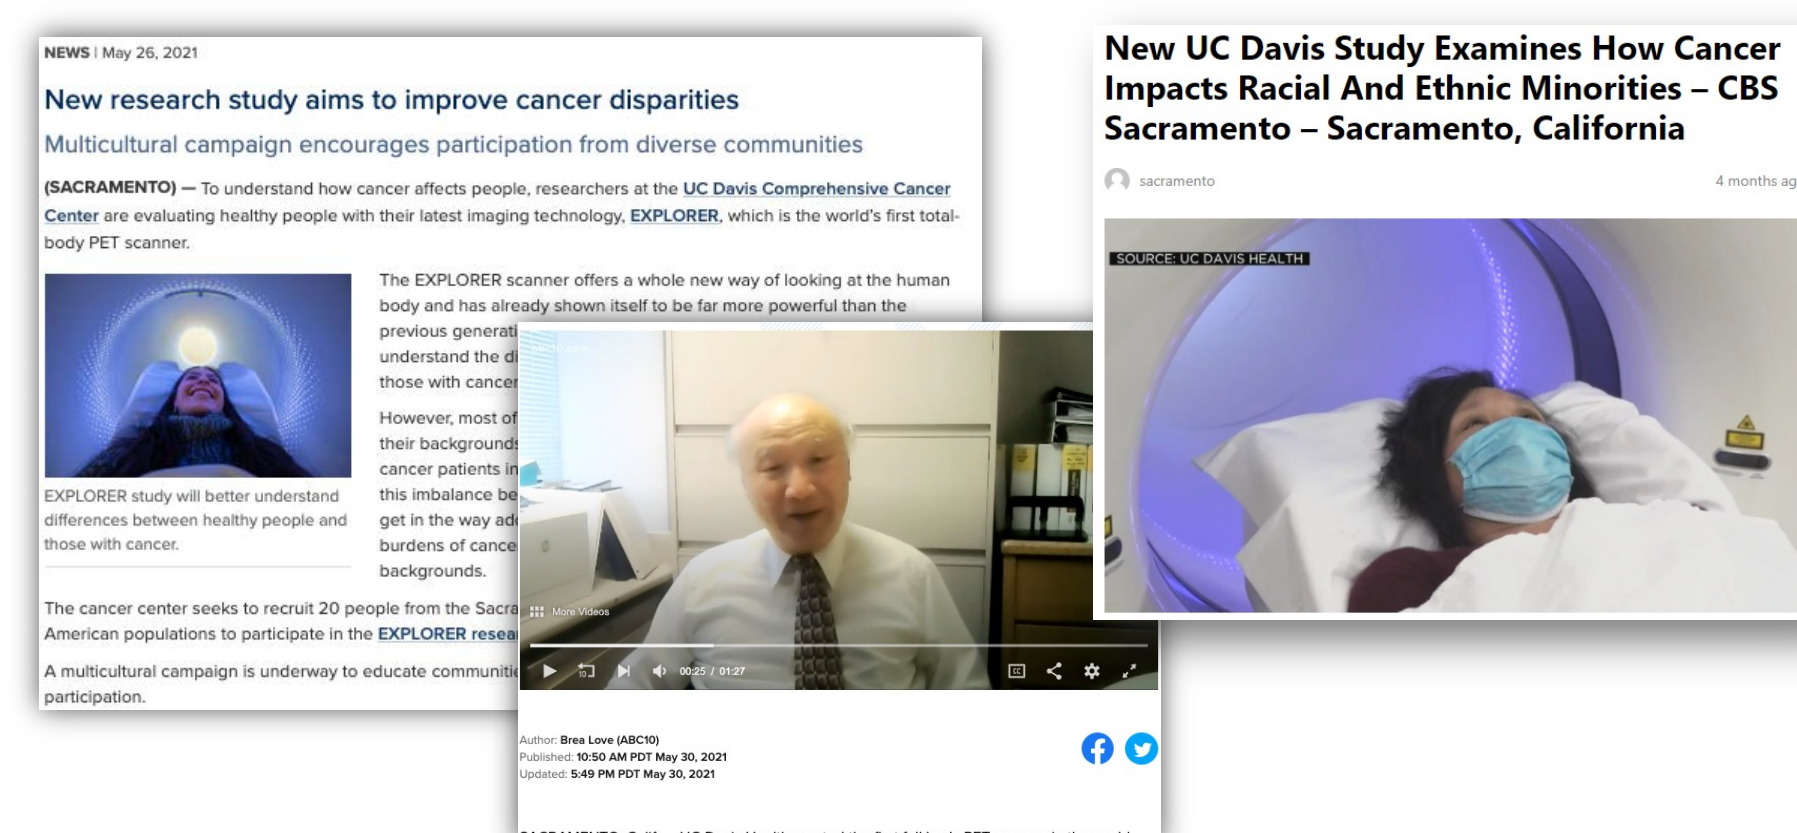 NEWS | May 26, 2021
New research study aims to improve cancer disparities
Multicultural campaign encourages participation from diverse communities
(SACRAMENTO) — To understand how cancer affects people, researchers at the UC Davis Comprehensive Cancer
Center are evaluating healthy people with their latest imaging technology, EXPLORER, which is the world's first total-
body PET scanner.
The EXPLORER scanner offers a whole new way of looking at the human
body and has already shown itself to be far more powerful than the
previous generati
understand the di
those with cancer
However, most of
their backgrounds
cancer patients in
this imbalance be
get in the way add
burdens of cance
backgrounds.
EXPLORER study will better understand
differences between healthy people and
those with cancer.
The cancer center seeks to recruit 20 people from the Sacra
American populations to participate in the EXPLORER resea
A multicultural campaign is underway to educate communitie
participation.
More Videos
10
00:25 / 01:27
CC
Author: Brea Love (ABC10)
Published: 10:50 AM PDT May 30, 2021
Updated: 5:49 PM PDT May 30, 2021
New UC Davis Study Examines How Cancer
Impacts Racial And Ethnic Minorities – CBS
Sacramento – Sacramento, California
sacramento
4 months ag
SOURCE: UC DAVIS HEALTH